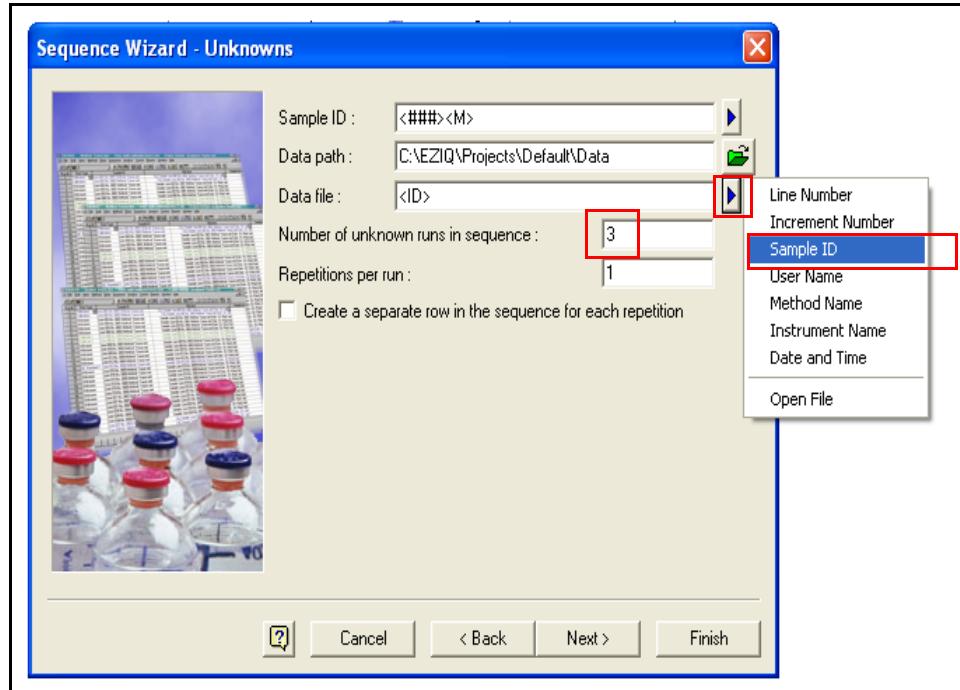 Sequence Wizard - Unknowns
Sample ID :
<###><M>
Data path :
C:\EZIQ\Projects\Default\Data
Data file :
<ID>
Number of unknown runs in sequence :
3
Repetitions per run :
1
Create a separate row in the sequence for each repetition
Line Number
Increment Number
Sample ID
User Name
Method Name
Instrument Name
Date and Time
Open File
?
Cancel
< Back
Next >
Finish